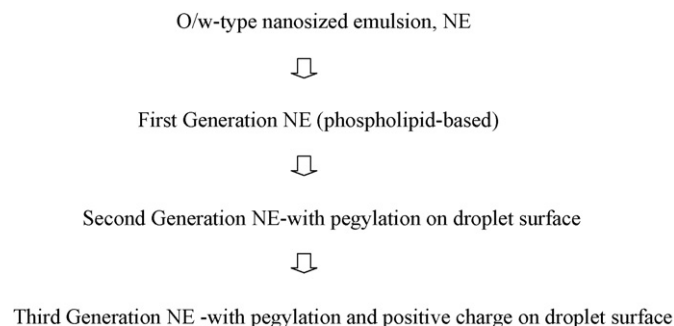 O/w-type nanosized emulsion, NE
First Generation NE (phospholipid-based)
Second Generation NE-with pegylation on droplet surface
Third Generation NE -with pegylation and positive charge on droplet surface